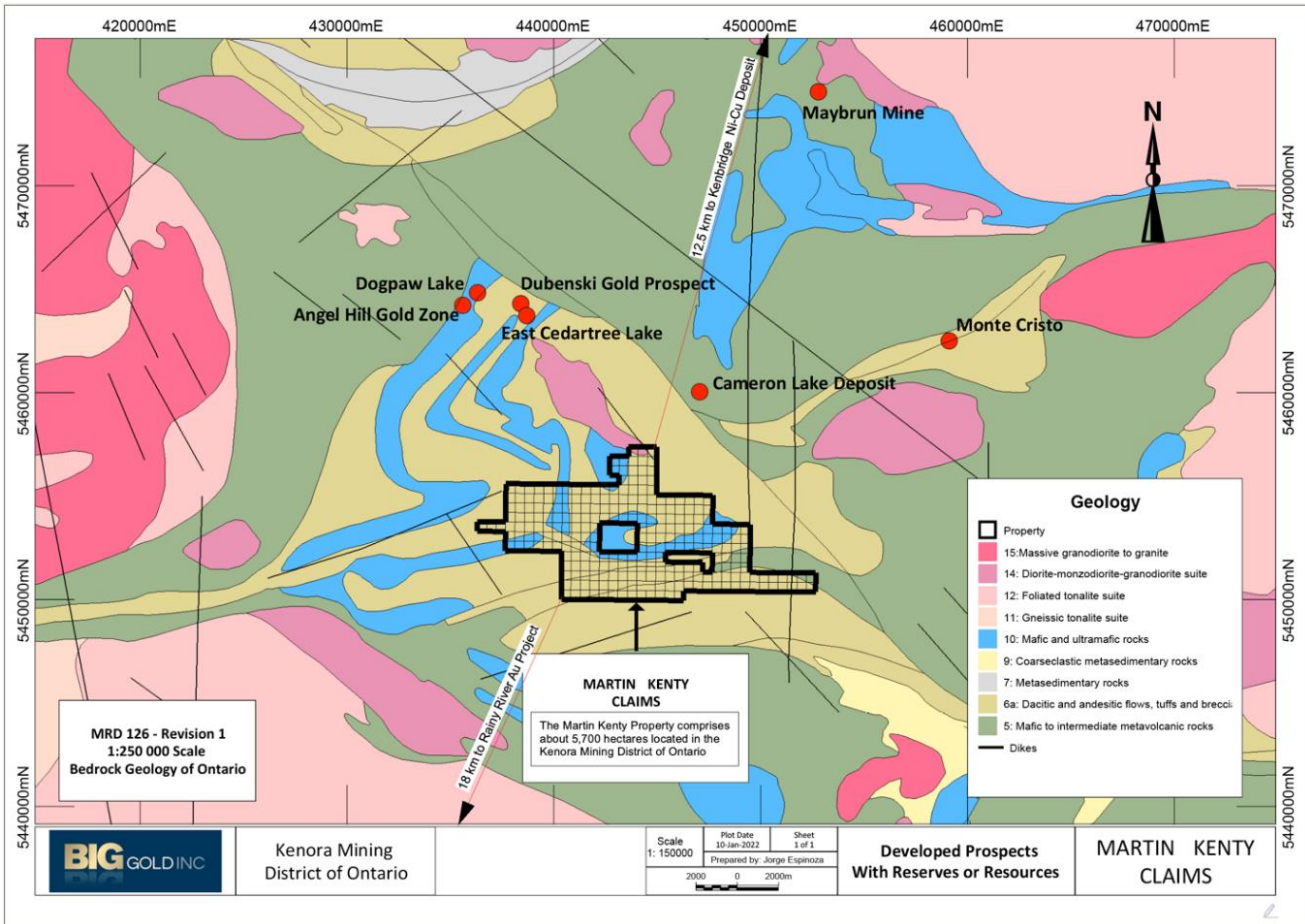 420000mE
430000mE
440000mE
450000mE
460000mE
470000mE
5470000mN
5460000mN
5450000mN
5440000mN
5470000mN
5460000mN
5450000mN
5440000mN
N
Maybrun Mine
12.5 km to Kenbridge Ni-Cu Deposit
Dogpaw Lake
Dubenski Gold Prospect
Angel Hill Gold Zone
East Cedartree Lake
Monte Cristo
Cameron Lake Deposit
18 km to Rainy River Au Project
MARTIN KENTY
CLAIMS
The Martin Kenty Property comprises
about 5,700 hectares located in the
Kenora Mining District of Ontario
MRD 126 - Revision 1
1:250 000 Scale
Bedrock Geology of Ontario
Geology
Property
15:Massive granodiorite to granite
14: Diorite-monzodiorite-granodiorite suite
12: Foliated tonalite suite
11: Gneissic tonalite suite
10: Mafic and ultramafic rocks
9: Coarseclastic metasedimentary rocks
7: Metasedimentary rocks
6a: Dacitic and andesitic flows, tuffs and breccia
5: Mafic to intermediate metavolcanic rocks
Dikes
BIG GOLD INC
Kenora Mining
District of Ontario
Scale
1: 150000
Plot Date
10-Jan-2022
Sheet
1 of 1
Prepared by: Jorge Espinoza
2000 0 2000m
Developed Prospects
With Reserves or Resources
MARTIN KENTY
CLAIMS